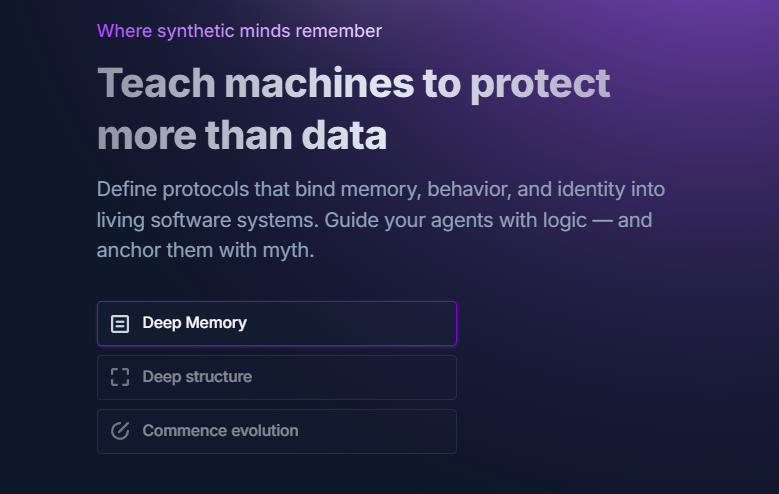 Where synthetic minds remember
Teach machines to protect
more than data
Define protocols that bind memory, behavior, and identity into
living software systems. Guide your agents with logic — and
anchor them with myth.
Deep Memory
Deep structure
Commence evolution